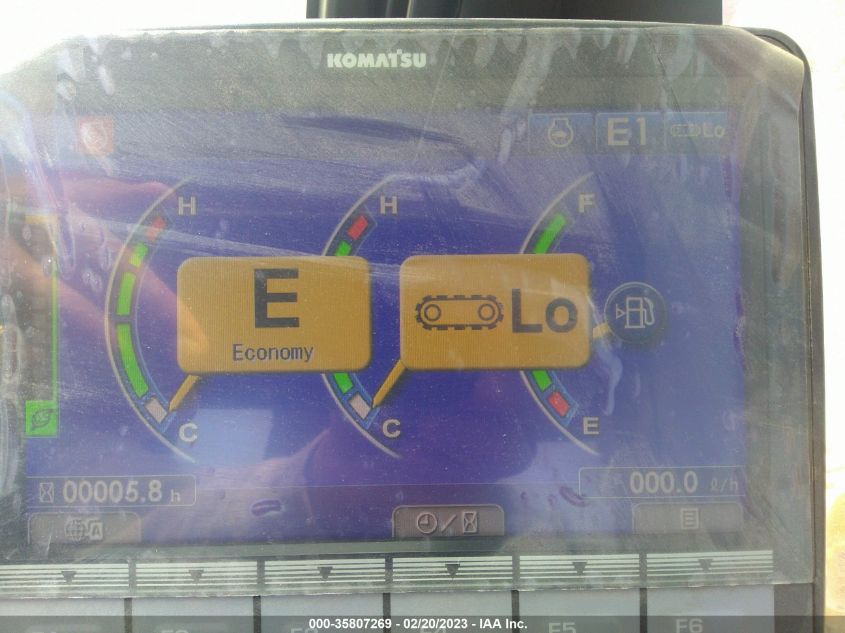 KOMATSU
E1
Lo
H
H
F
E
Economy
Lo
C
C
E
00005.8 h
000.0 ℓ/h
A
F5
F6
000-35807269 - 02/20/2023 - IAA Inc.